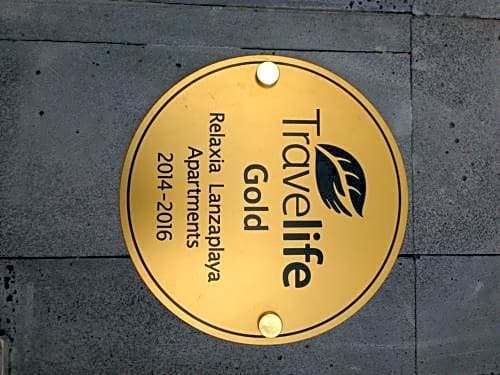 Travelife
Gold
Relaxia Lanzaplaya
Apartments
2014-2016